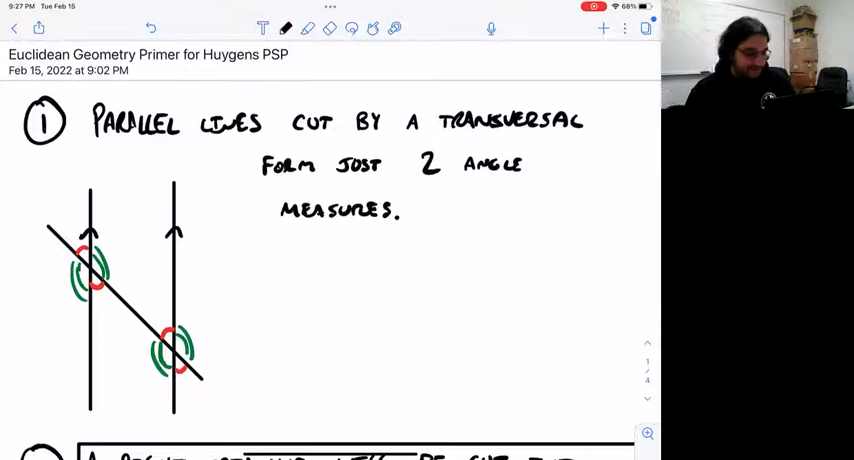 9:27 PM Tue Feb 15
68%
Euclidean Geometry Primer for Huygens PSP
Feb 15, 2022 at 9:02 PM
1 PARALLEL LINES CUT BY A TRANSVERSAL
FORM JUST 2 ANGLE
MEASURES.
1
/
4